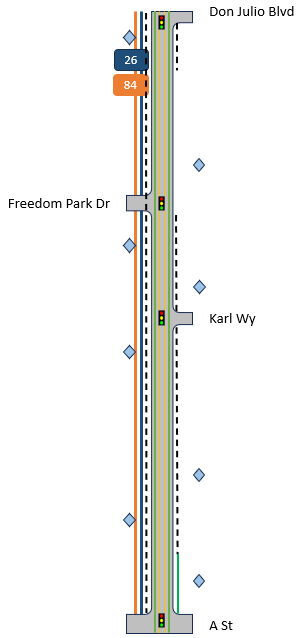 Don Julio Blvd
26
84
Freedom Park Dr
Karl Wy
A St